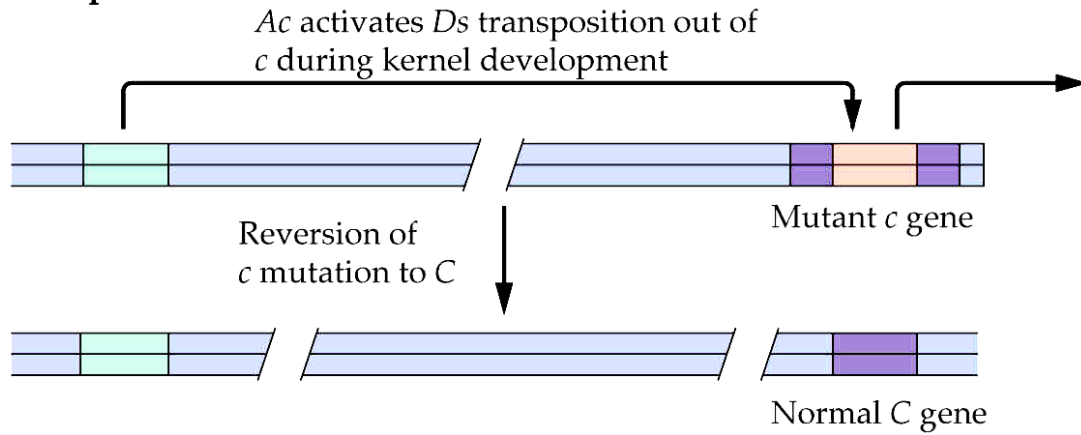 Ac activates Ds transposition out of
c during kernel development
Mutant c gene
Reversion of
c mutation to C
Normal C gene